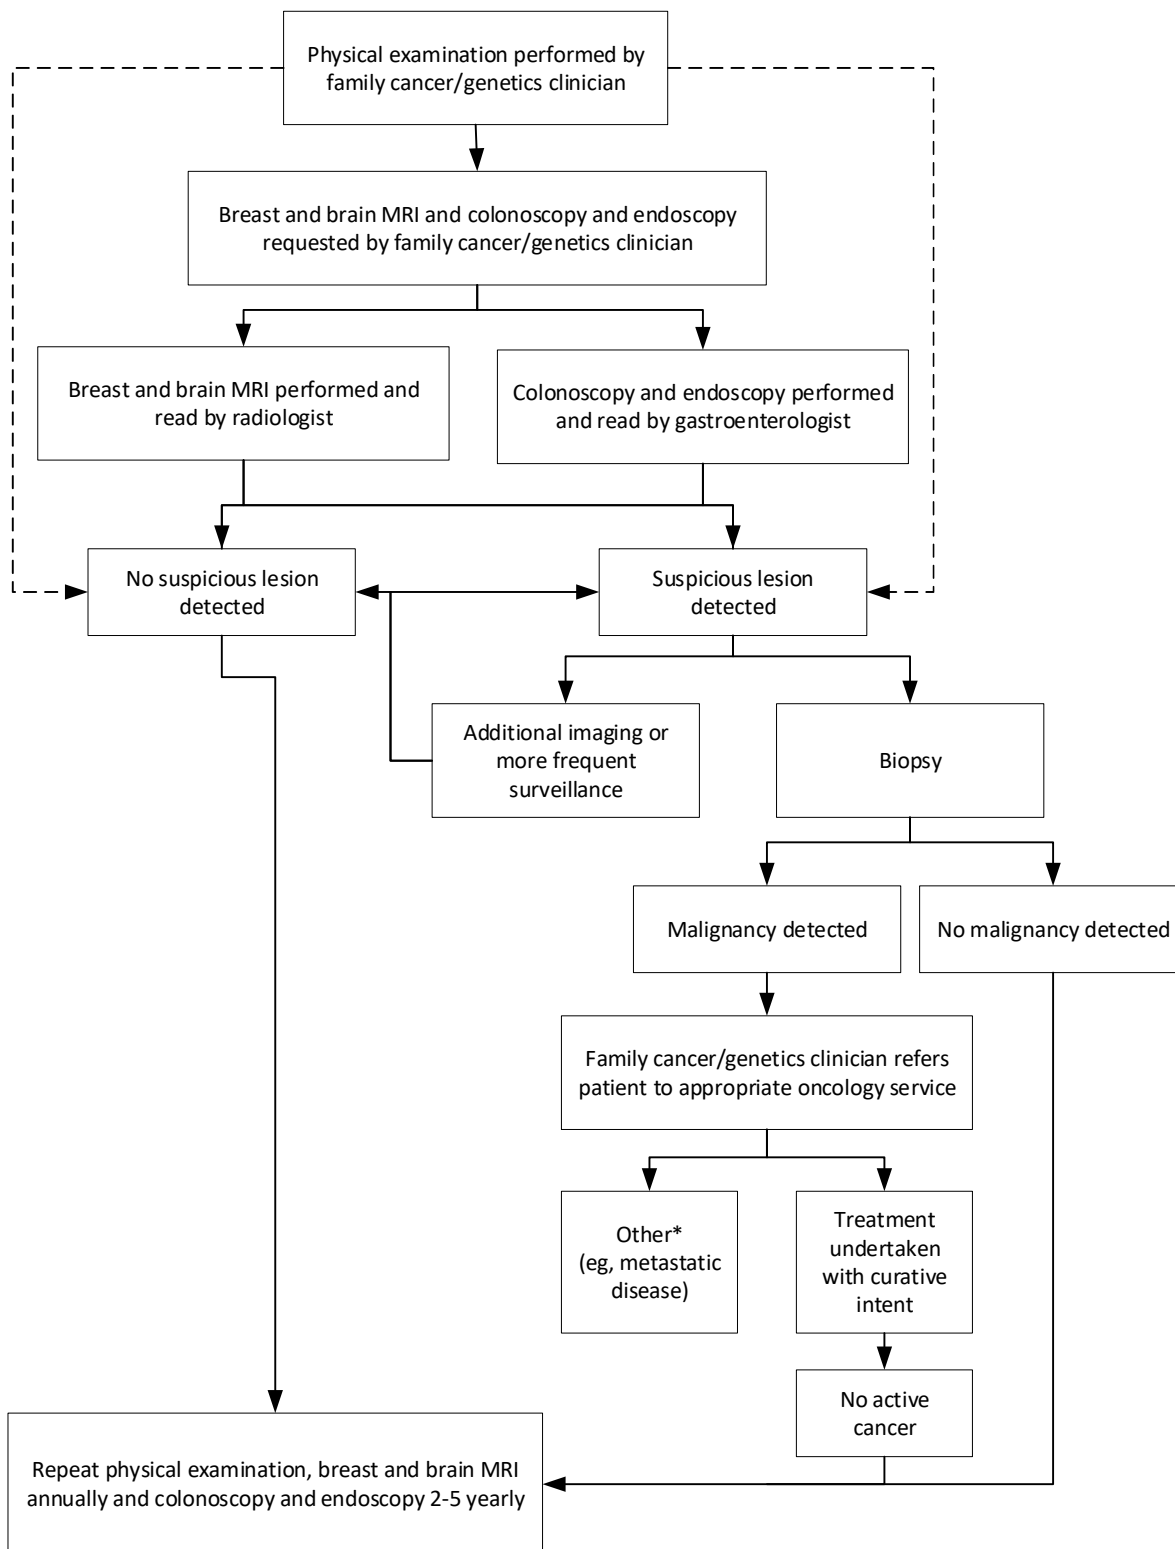 Physical examination performed by
family cancer/genetics clinician
Breast and brain MRI and colonoscopy and endoscopy
requested by family cancer/genetics clinician
Breast and brain MRI performed and
read by radiologist
Colonoscopy and endoscopy performed
and read by gastroenterologist
No suspicious lesion
detected
Suspicious lesion
detected
Additional imaging or
more frequent
surveillance
Biopsy
Malignancy detected
No malignancy detected
Family cancer/genetics clinician refers
patient to appropriate oncology service
Other*
(eg, metastatic
disease)
Treatment
undertaken
with curative
intent
No active
cancer
Repeat physical examination, breast and brain MRI
annually and colonoscopy and endoscopy 2-5 yearly